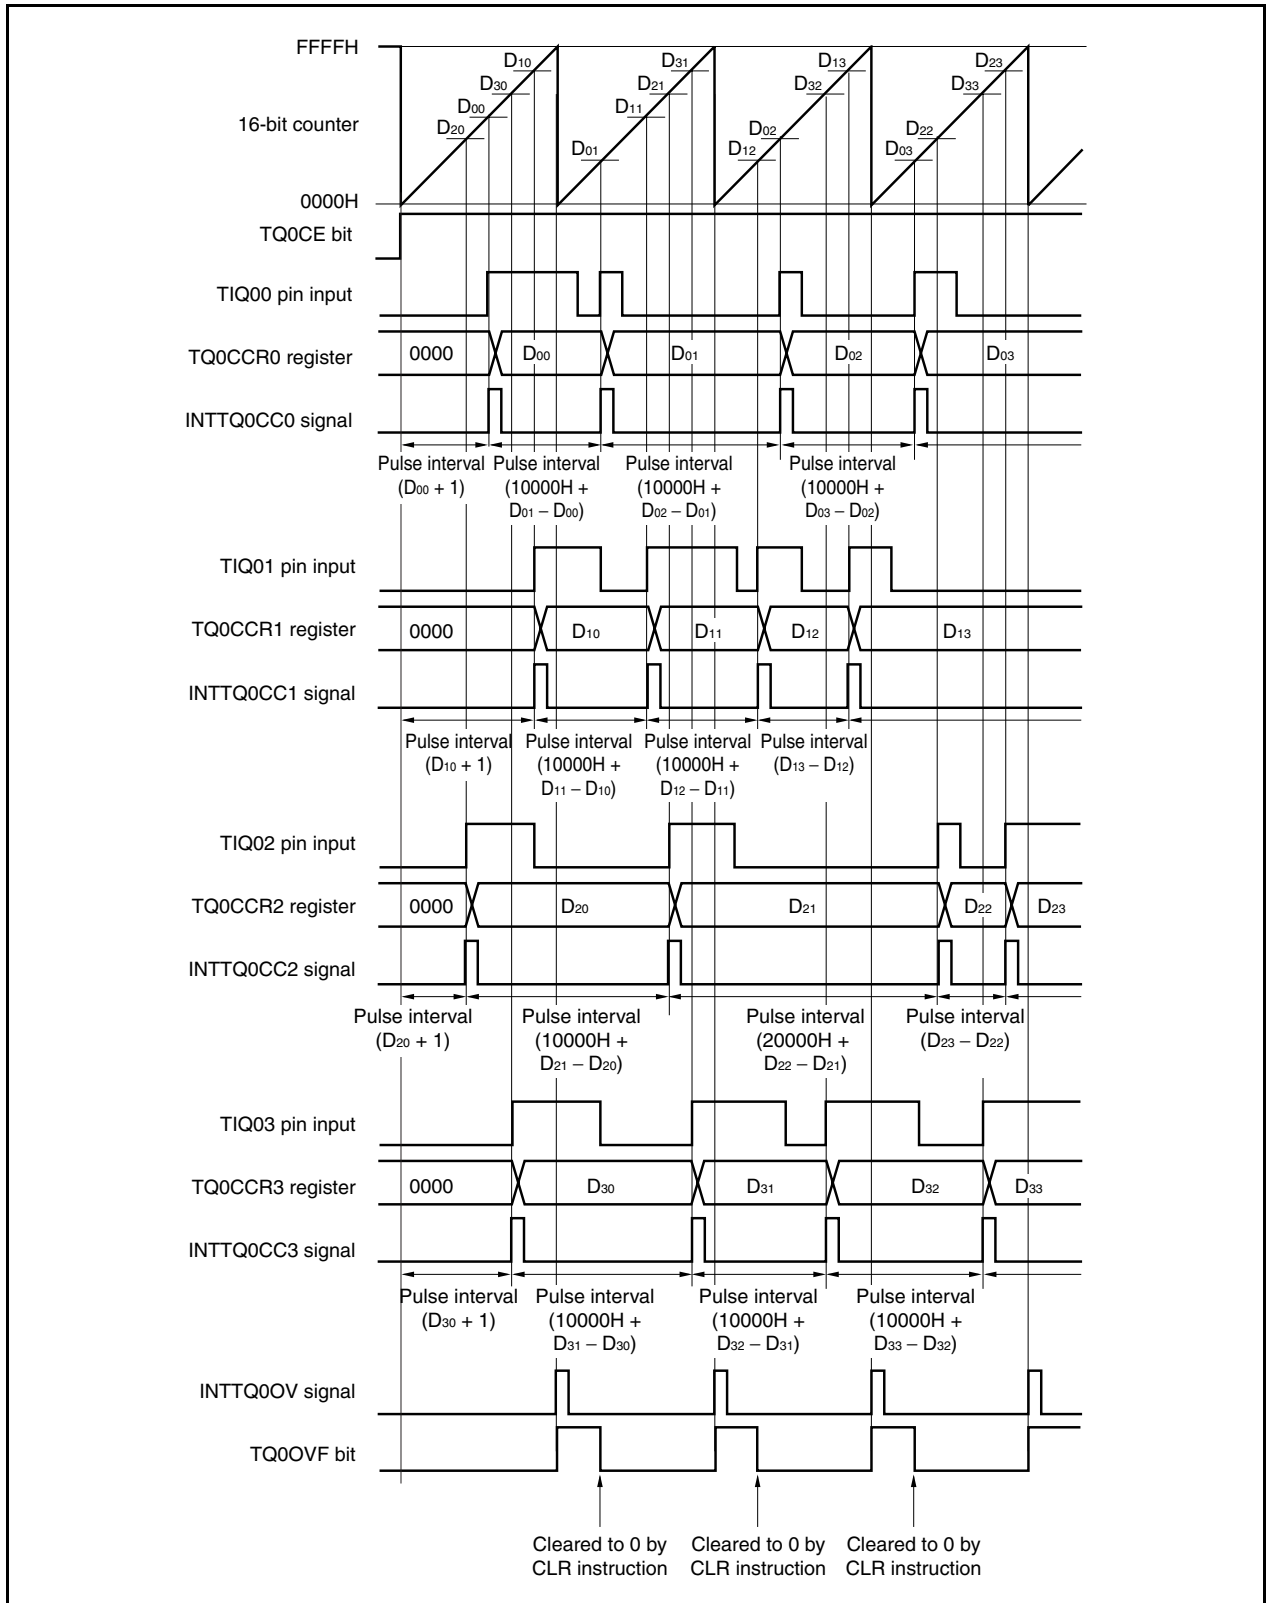 FFFFH
D10
D31
D13
D23
D30
D21
D32
D33
D00
D11
16-bit counter
D20
D02
D22
D01
D12
D03
0000H
TQ0CE bit
TIQ00 pin input
TQ0CCR0 register
0000
D00
D01
D02
D03
INTTQ0CC0 signal
Pulse interval
(D00 + 1)
Pulse interval
(10000H +
D01 – D00)
Pulse interval
(10000H +
D02 – D01)
Pulse interval
(10000H +
D03 – D02)
TIQ01 pin input
TQ0CCR1 register
0000
D10
D11
D12
D13
INTTQ0CC1 signal
Pulse interval
(D10 + 1)
Pulse interval
(10000H +
D11 – D10)
Pulse interval
(10000H +
D12 – D11)
Pulse interval
(D13 – D12)
TIQ02 pin input
TQ0CCR2 register
0000
D20
D21
D22
D23
INTTQ0CC2 signal
Pulse interval
(D20 + 1)
Pulse interval
(10000H +
D21 – D20)
Pulse interval
(20000H +
D22 – D21)
Pulse interval
(D23 – D22)
TIQ03 pin input
TQ0CCR3 register
0000
D30
D31
D32
D33
INTTQ0CC3 signal
Pulse interval
(D30 + 1)
Pulse interval
(10000H +
D31 – D30)
Pulse interval
(10000H +
D32 – D31)
Pulse interval
(10000H +
D33 – D32)
INTTQ0OV signal
TQ0OVF bit
Cleared to 0 by
CLR instruction
Cleared to 0 by
CLR instruction
Cleared to 0 by
CLR instruction